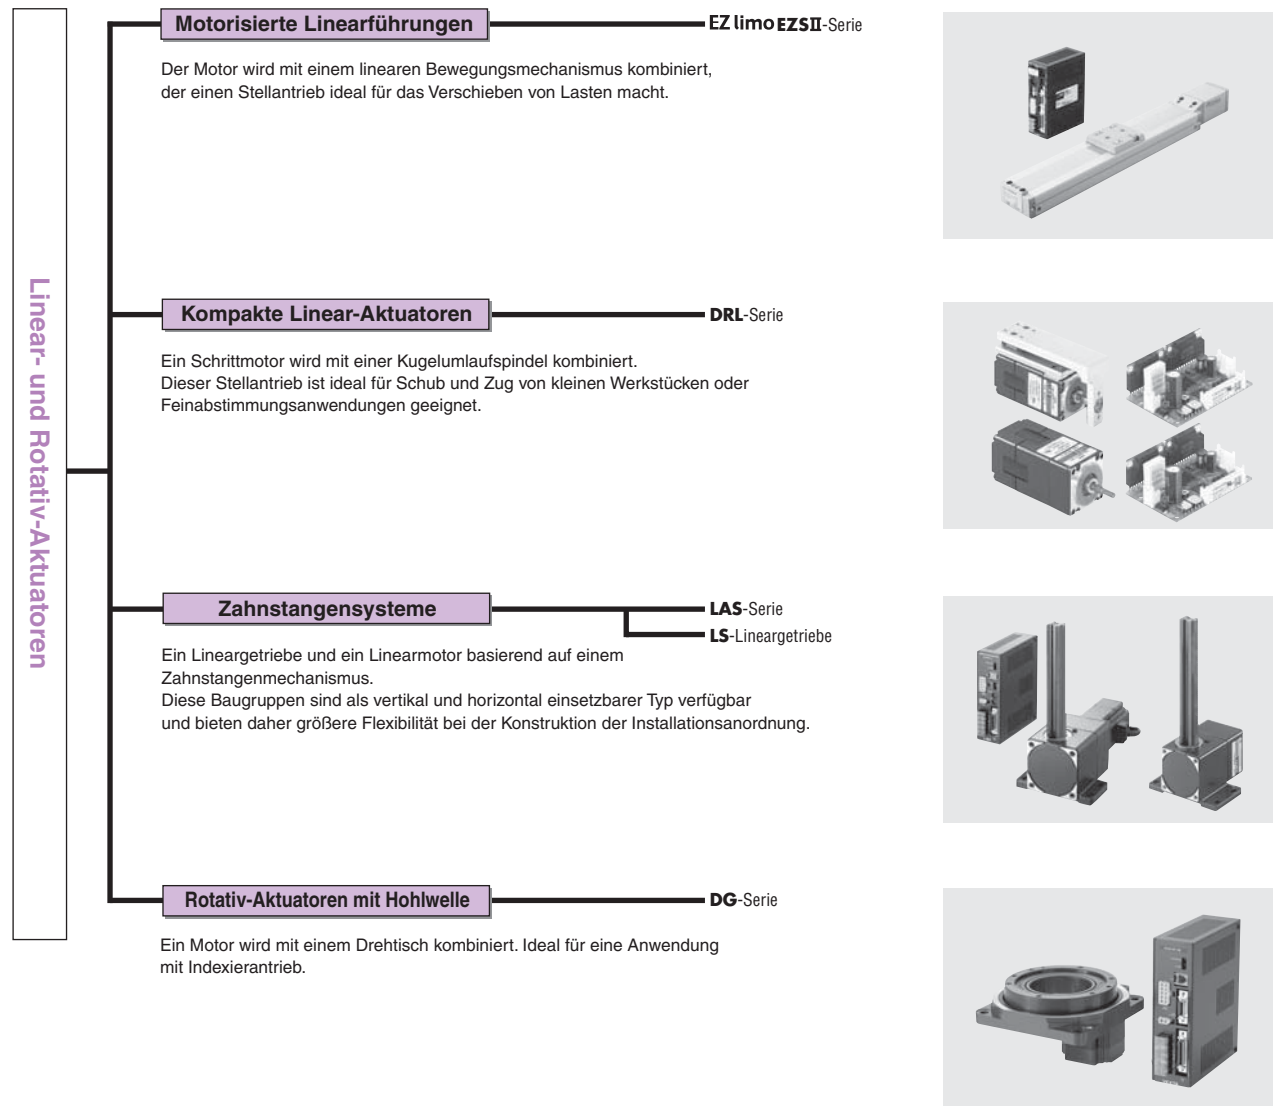 Linear- und Rotativ-Aktuatoren
Motorisierte Linearführungen
EZ limo EZSII-Serie
Der Motor wird mit einem linearen Bewegungsmechanismus kombiniert,
der einen Stellantrieb ideal für das Verschieben von Lasten macht.
Kompakte Linear-Aktuatoren
DRL-Serie
Ein Schrittmotor wird mit einer Kugelumlaufspindel kombiniert.
Dieser Stellantrieb ist ideal für Schub und Zug von kleinen Werkstücken oder
Feinabstimmungsanwendungen geeignet.
Zahnstangensysteme
LAS-Serie
LS-Lineargetriebe
Ein Lineargetriebe und ein Linearmotor basierend auf einem
Zahnstangenmechanismus.
Diese Baugruppen sind als vertikal und horizontal einsetzbarer Typ verfügbar
und bieten daher größere Flexibilität bei der Konstruktion der Installationsanordnung.
Rotativ-Aktuatoren mit Hohlwelle
DG-Serie
Ein Motor wird mit einem Drehtisch kombiniert. Ideal für eine Anwendung
mit Indexierantrieb.